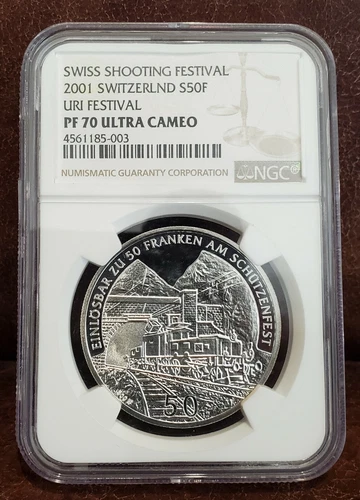 SWISS SHOOTING FESTIVAL
2001 SWITZERLND S50F
URI FESTIVAL
PF 70 ULTRA CAMEO
4561185-003
NUMISMATIC GUARANTY CORPORATION
NGC
EINLÖSBAR ZU 50 FRANKEN AM SCHÜTZENFEST
50